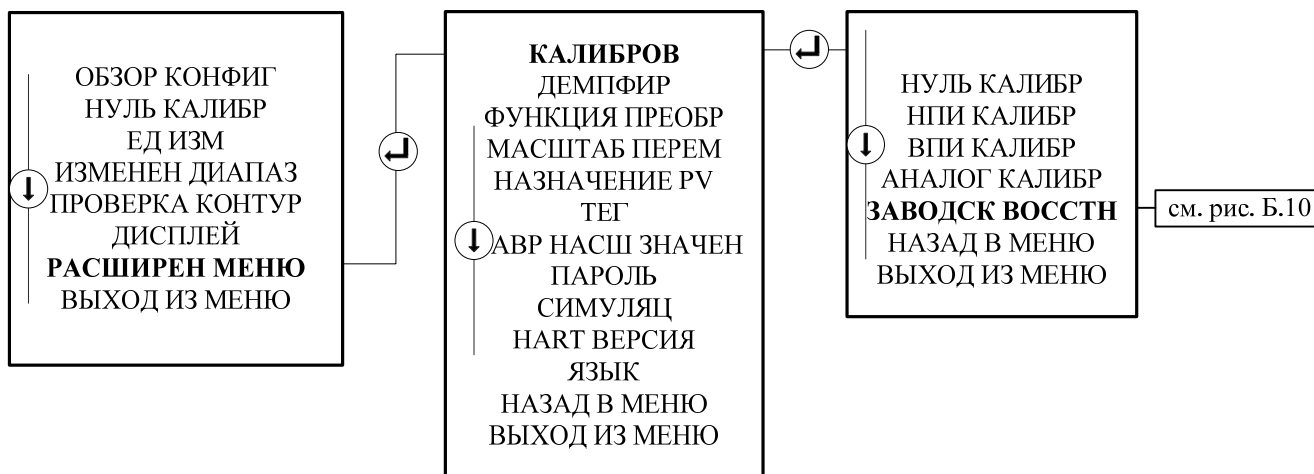 ОБЗОР КОНФИГ
НУЛЬ КАЛИБР
ЕД ИЗМ
ИЗМЕНЕН ДИАПАЗ
ПРОВЕРКА КОНТУР
ДИСПЛЕЙ
РАСШИРЕН МЕНЮ
ВЫХОД ИЗ МЕНЮ
КАЛИБРОВ
ДЕМПФИР
ФУНКЦИЯ ПРЕОБР
МАСШТАБ ПЕРЕМ
НАЗНАЧЕНИЕ PV
ТЕГ
АВР НАСШ ЗНАЧЕН
ПАРОЛЬ
СИМУЛЯЦ
HART ВЕРСИЯ
ЯЗЫК
НАЗАД В МЕНЮ
ВЫХОД ИЗ МЕНЮ
НУЛЬ КАЛИБР
НПИ КАЛИБР
ВПИ КАЛИБР
АНАЛОГ КАЛИБР
ЗАВОДСК ВОССТН
НАЗАД В МЕНЮ
ВЫХОД ИЗ МЕНЮ
см. рис. Б.10